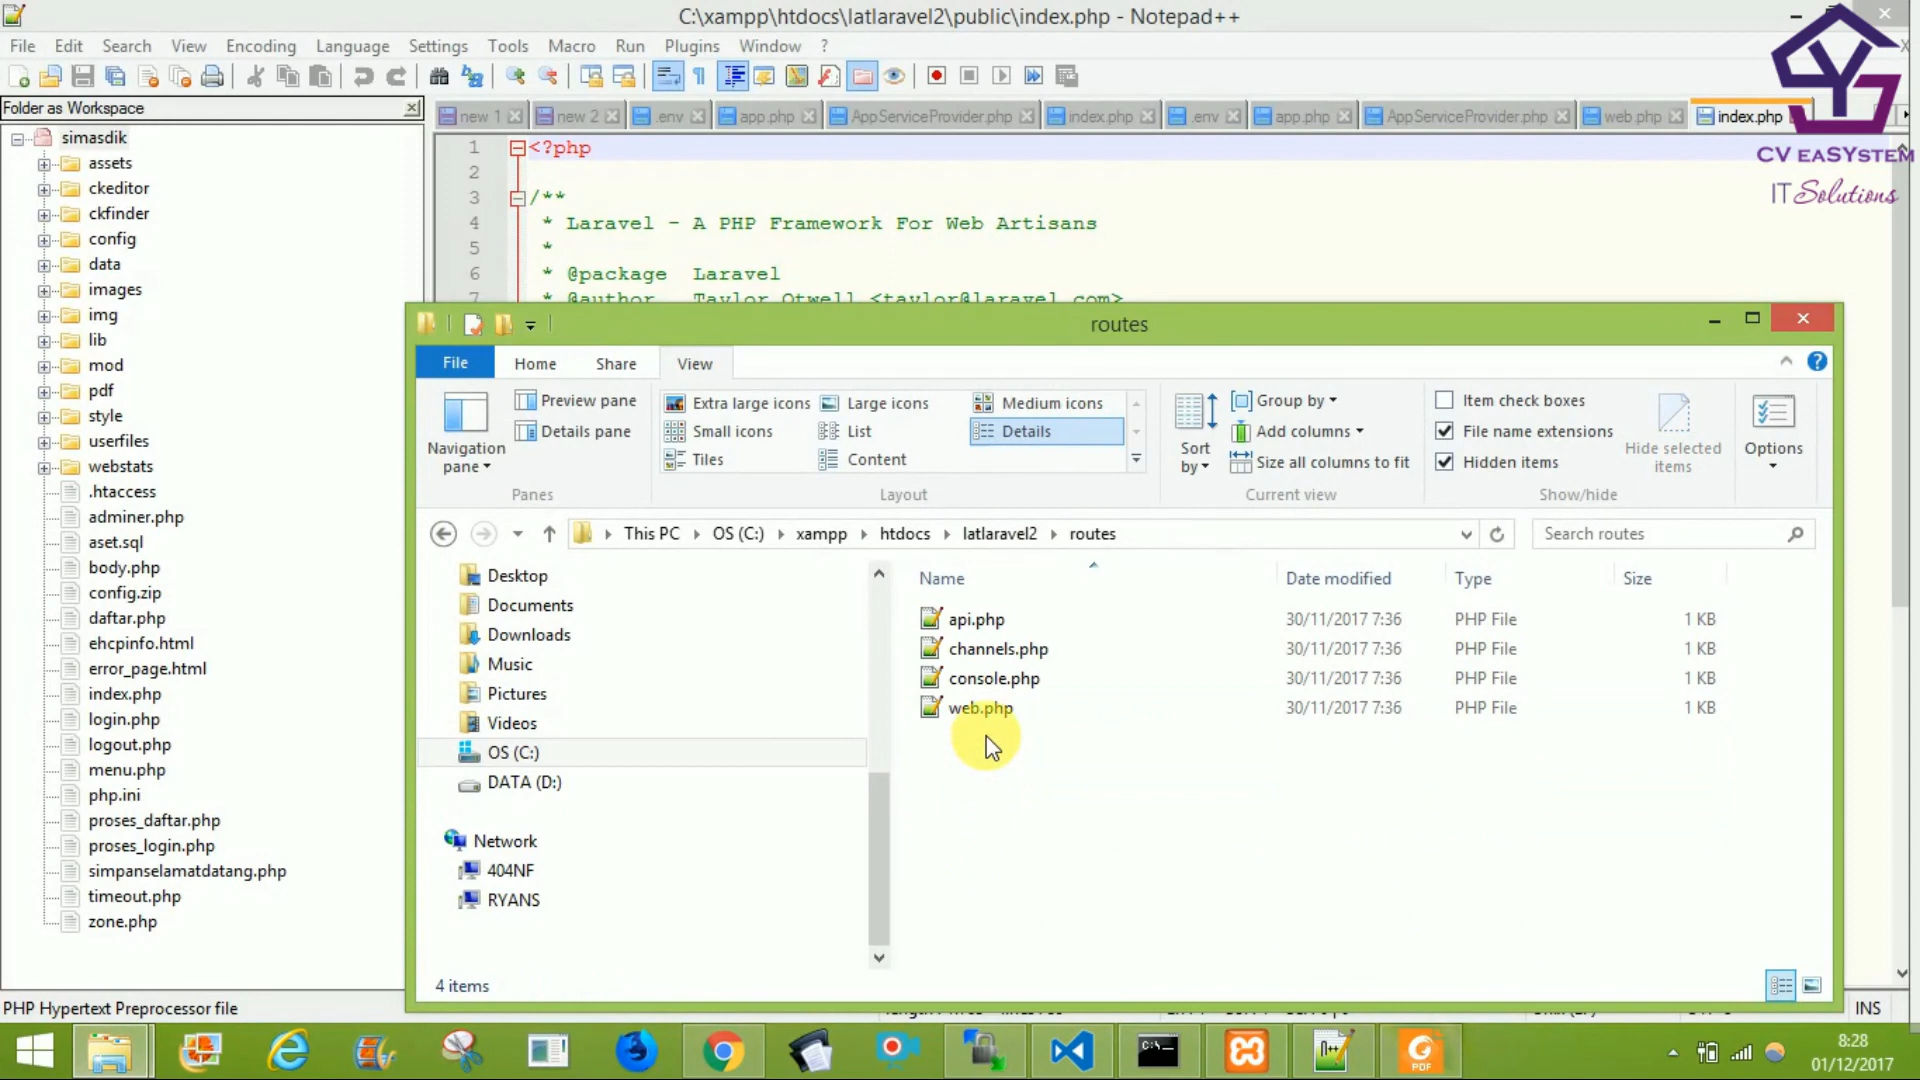 C:\xampp\htdocs\latlaravel2\public\index.php - Notepad++
File Edit Search View Encoding Language Settings Tools Macro Run Plugins Window ?
Folder as Workspace
new 1 new 2 .env app.php AppServiceProvider.php index.php .env app.php AppServiceProvider.php web.php index.php
CV eaSYstem
IT Solutions
simasdik
assets
ckeditor
ckfinder
config
data
images
img
lib
mod
pdf
style
userfiles
webstats
.htaccess
adminer.php
aset.sql
body.php
config.zip
daftar.php
ehcpinfo.html
error_page.html
index.php
login.php
logout.php
menu.php
php.ini
proses_daftar.php
proses_login.php
simpanselamatdatang.php
timeout.php
zone.php
1 <?php
2
3 /**
4 * Laravel - A PHP Framework For Web Artisans
5 *
6 * @package Laravel
7 * @author Taylor Otwell <taylor@laravel.com>
routes
File Home Share View
Navigation pane
Preview pane
Details pane
Panes
Extra large icons Large icons Medium icons
Small icons List Details
Tiles Content
Layout
Sort by
Group by
Add columns
Size all columns to fit
Current view
Item check boxes
File name extensions
Hidden items
Hide selected items
Show/hide
Options
This PC OS (C:) xampp htdocs latlaravel2 routes
Search routes
Desktop
Documents
Downloads
Music
Pictures
Videos
OS (C:)
DATA (D:)
Network
404NF
RYANS
Name Date modified Type Size
api.php 30/11/2017 7:36 PHP File 1 KB
channels.php 30/11/2017 7:36 PHP File 1 KB
console.php 30/11/2017 7:36 PHP File 1 KB
web.php 30/11/2017 7:36 PHP File 1 KB
4 items
PHP Hypertext Preprocessor file
INS
PDF
8:28
01/12/2017